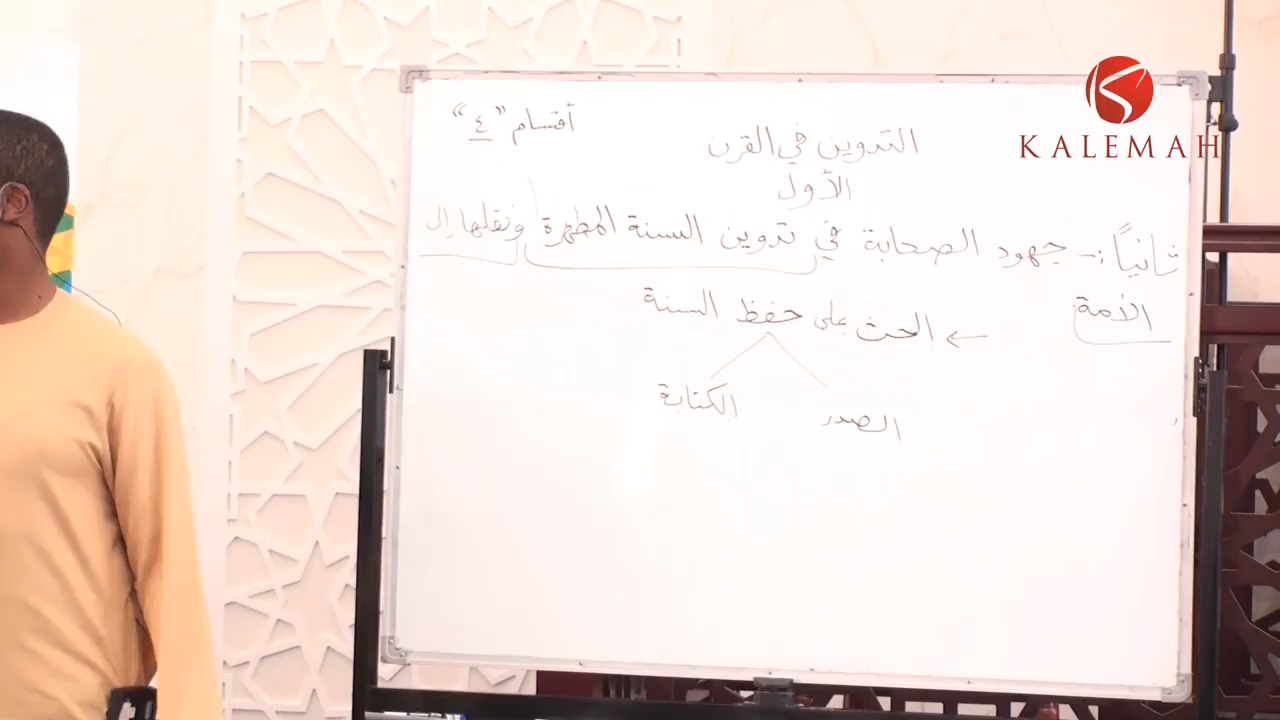 KALEMAH
أقسام "٤"
التدوين في القرن
الأول
ثانياً :- جهود الصحابة في تدوين السنة المطهرة ونقلها إلى
الأمة
← الحث على حفظ السنة
الصدر
الكتابة